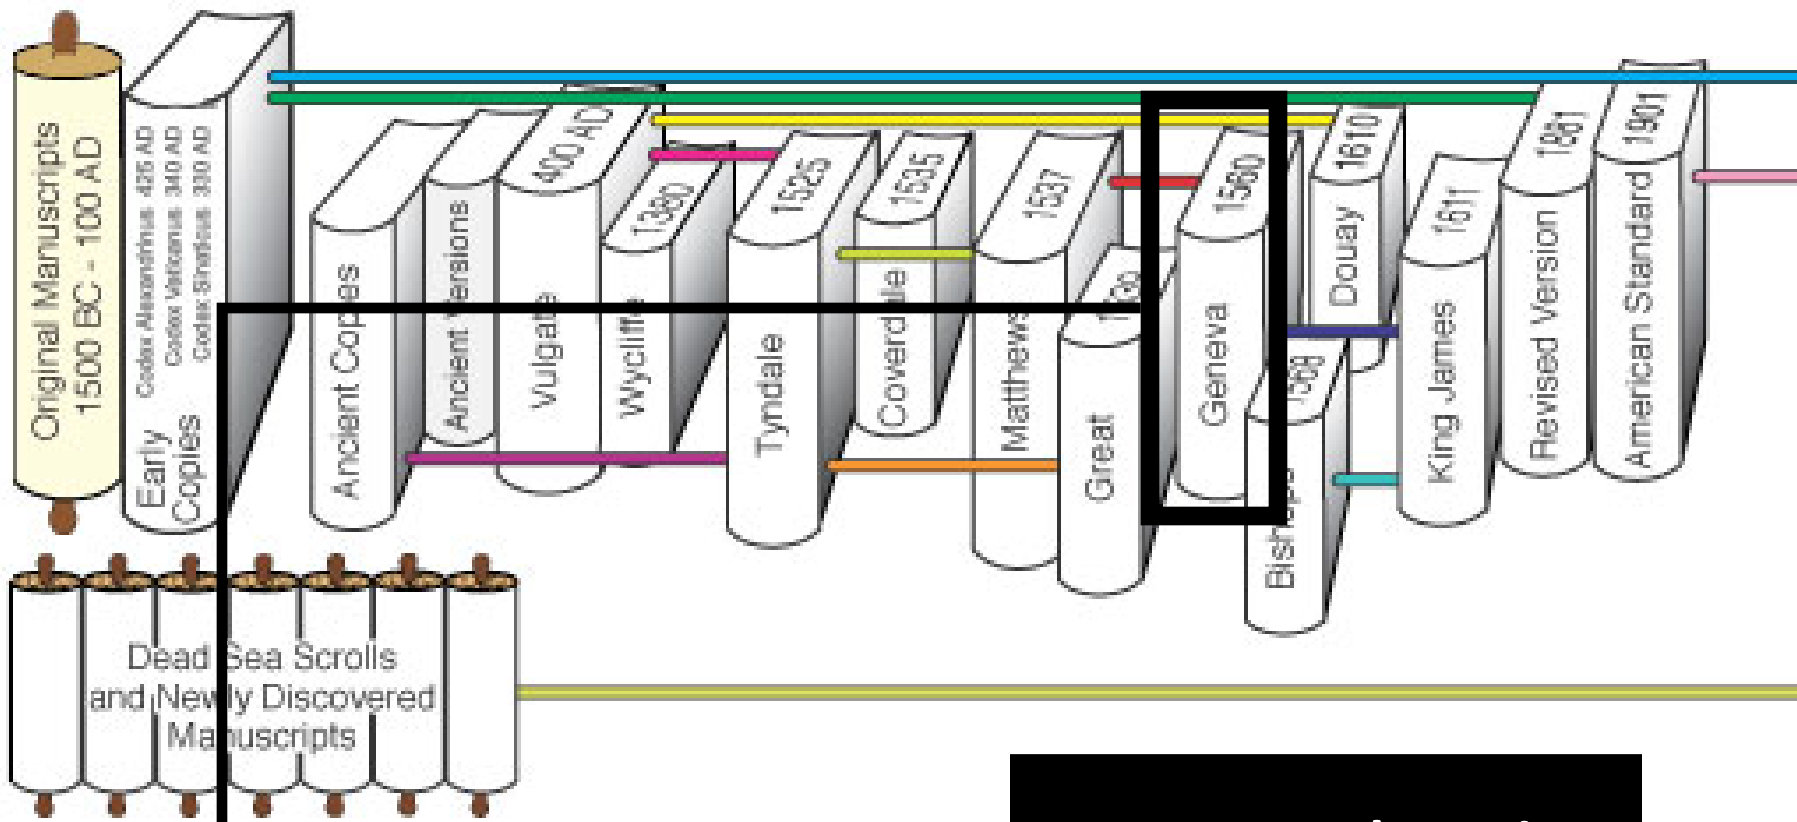 Original Manuscripts
1500 BC - 100 AD
Early
Copies
Codex Alexandrinus 425 AD
Codex Vaticanus 340 AD
Codex Sinaticus 330 AD
Ancient Copes
Ancient Versions
400 AD
Vulgate
1380
Wycliffe
1525
Tyndale
1535
Coverdale
1537
Matthews
Great
1560
Geneva
1568
Bishops
1610
Douay
1611
King James
1881
Revised Version
1901
American Standard
Dead Sea Scrolls
and Newly Discovered
Manuscripts